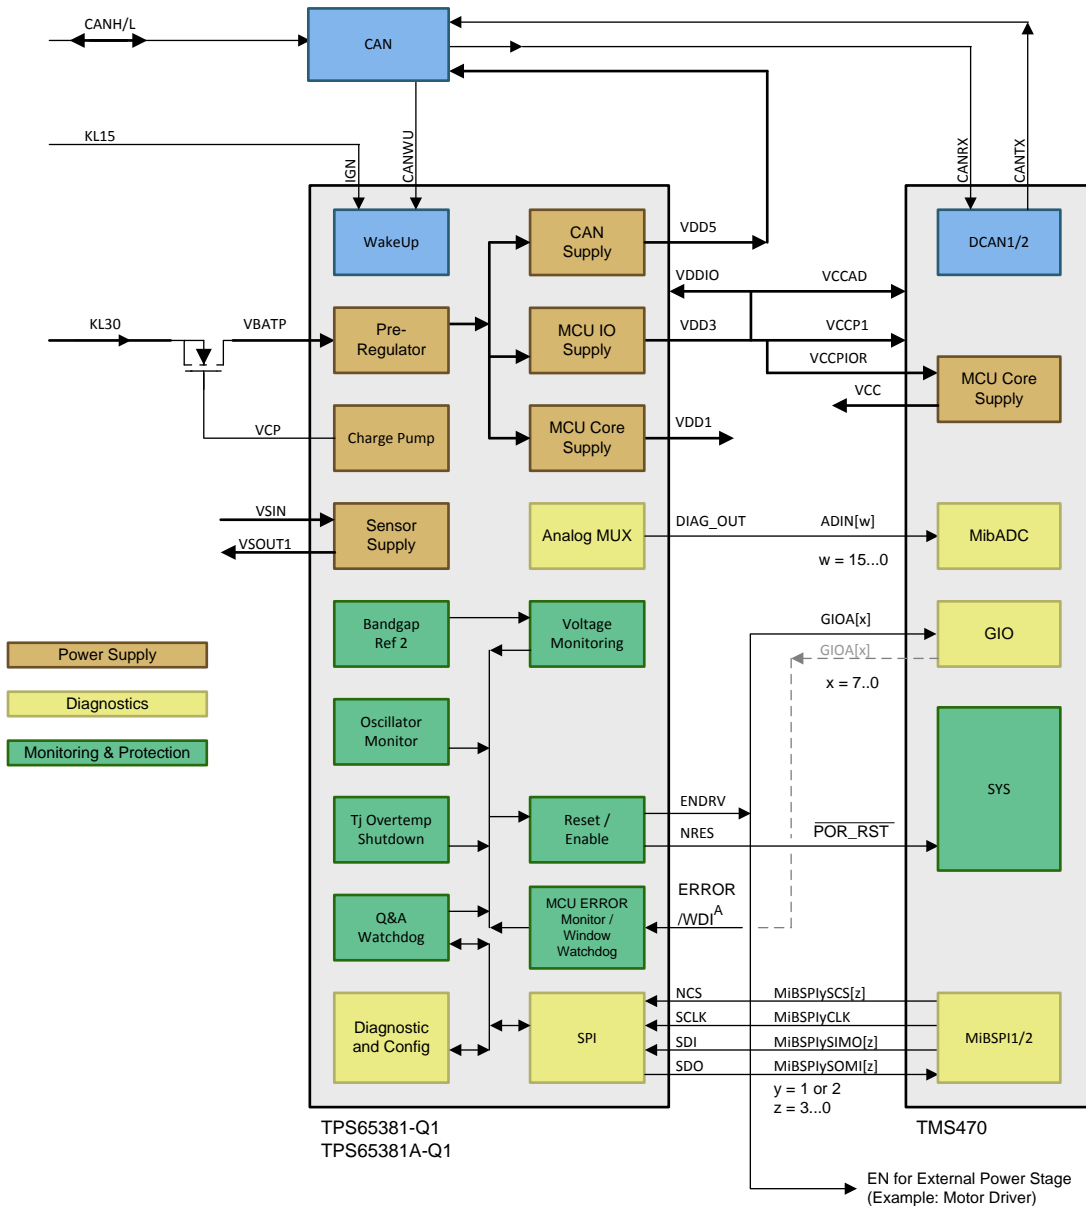 CANH/L
CAN
KL15
IGN
CANWU
CANRX
CANTX
WakeUp
CAN
Supply
VDD5
DCAN1/2
VDDIO
VCCAD
KL30
VBATP
Pre-
Regulator
MCU IO
Supply
VDD3
VCCP1
VCCPIOR
VCC
MCU Core
Supply
VCP
Charge Pump
MCU Core
Supply
VDD1
VSIN
VSOUT1
Sensor
Supply
Analog MUX
DIAG_OUT
ADIN[w]
w = 15...0
MibADC
Bandgap
Ref 2
Voltage
Monitoring
GIOA[x]
GIOA[x]
x = 7..0
GIO
Power Supply
Diagnostics
Monitoring & Protection
Oscillator
Monitor
SYS
Tj Overtemp
Shutdown
Reset /
Enable
ENDRV
NRES
POR_RST
Q&A
Watchdog
MCU ERROR
Monitor /
Window
Watchdog
ERROR
/WDI A
Diagnostic
and Config
SPI
NCS
MiBSPIySCS[z]
SCLK
MiBSPIyCLK
SDI
MiBSPIySIMO[z]
SDO
MiBSPIySOMI[z]
y = 1 or 2
z = 3...0
MiBSPI1/2
TPS65381-Q1
TPS65381A-Q1
TMS470
EN for External Power Stage
(Example: Motor Driver)